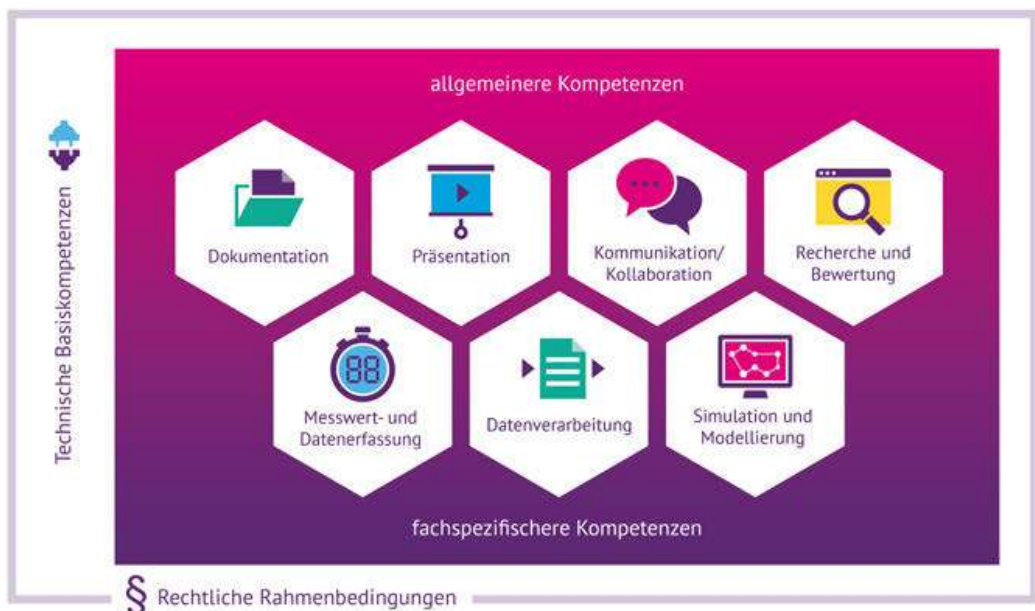 allgemeinere Kompetenzen
Technische Basiskompetenzen
Dokumentation
Präsentation
Kommunikation/
Kollaboration
Recherche und
Bewertung
88
Messwert- und
Datenerfassung
Datenverarbeitung
Simulation und
Modellierung
fachspezifischere Kompetenzen
§ Rechtliche Rahmenbedingungen